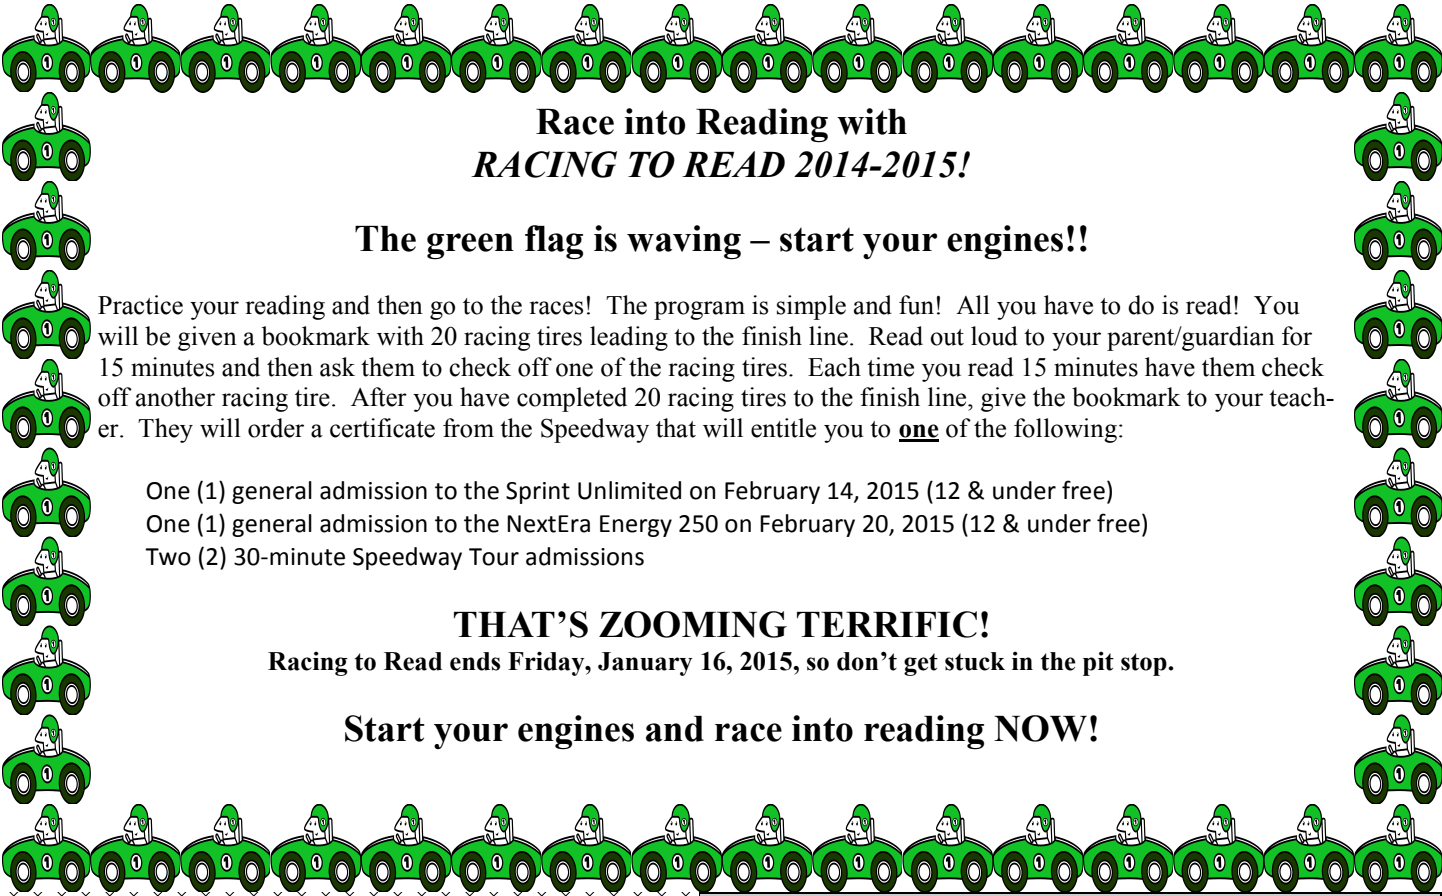 Race into Reading with
RACING TO READ 2014-2015!
The green flag is waving – start your engines!!
Practice your reading and then go to the races!  The program is simple and fun!  All you have to do is read!  You
will be given a bookmark with 20 racing tires leading to the finish line.  Read out loud to your parent/guardian for
15 minutes and then ask them to check off one of the racing tires.  Each time you read 15 minutes have them check
off another racing tire.  After you have completed 20 racing tires to the finish line, give the bookmark to your teach-
er.  They will order a certificate from the Speedway that will entitle you to one of the following:
One (1) general admission to the Sprint Unlimited on February 14, 2015 (12 & under free)
One (1) general admission to the NextEra Energy 250 on February 20, 2015 (12 & under free)
Two (2) 30-minute Speedway Tour admissions
THAT'S ZOOMING TERRIFIC!
Racing to Read ends Friday, January 16, 2015, so don't get stuck in the pit stop.
Start your engines and race into reading NOW!